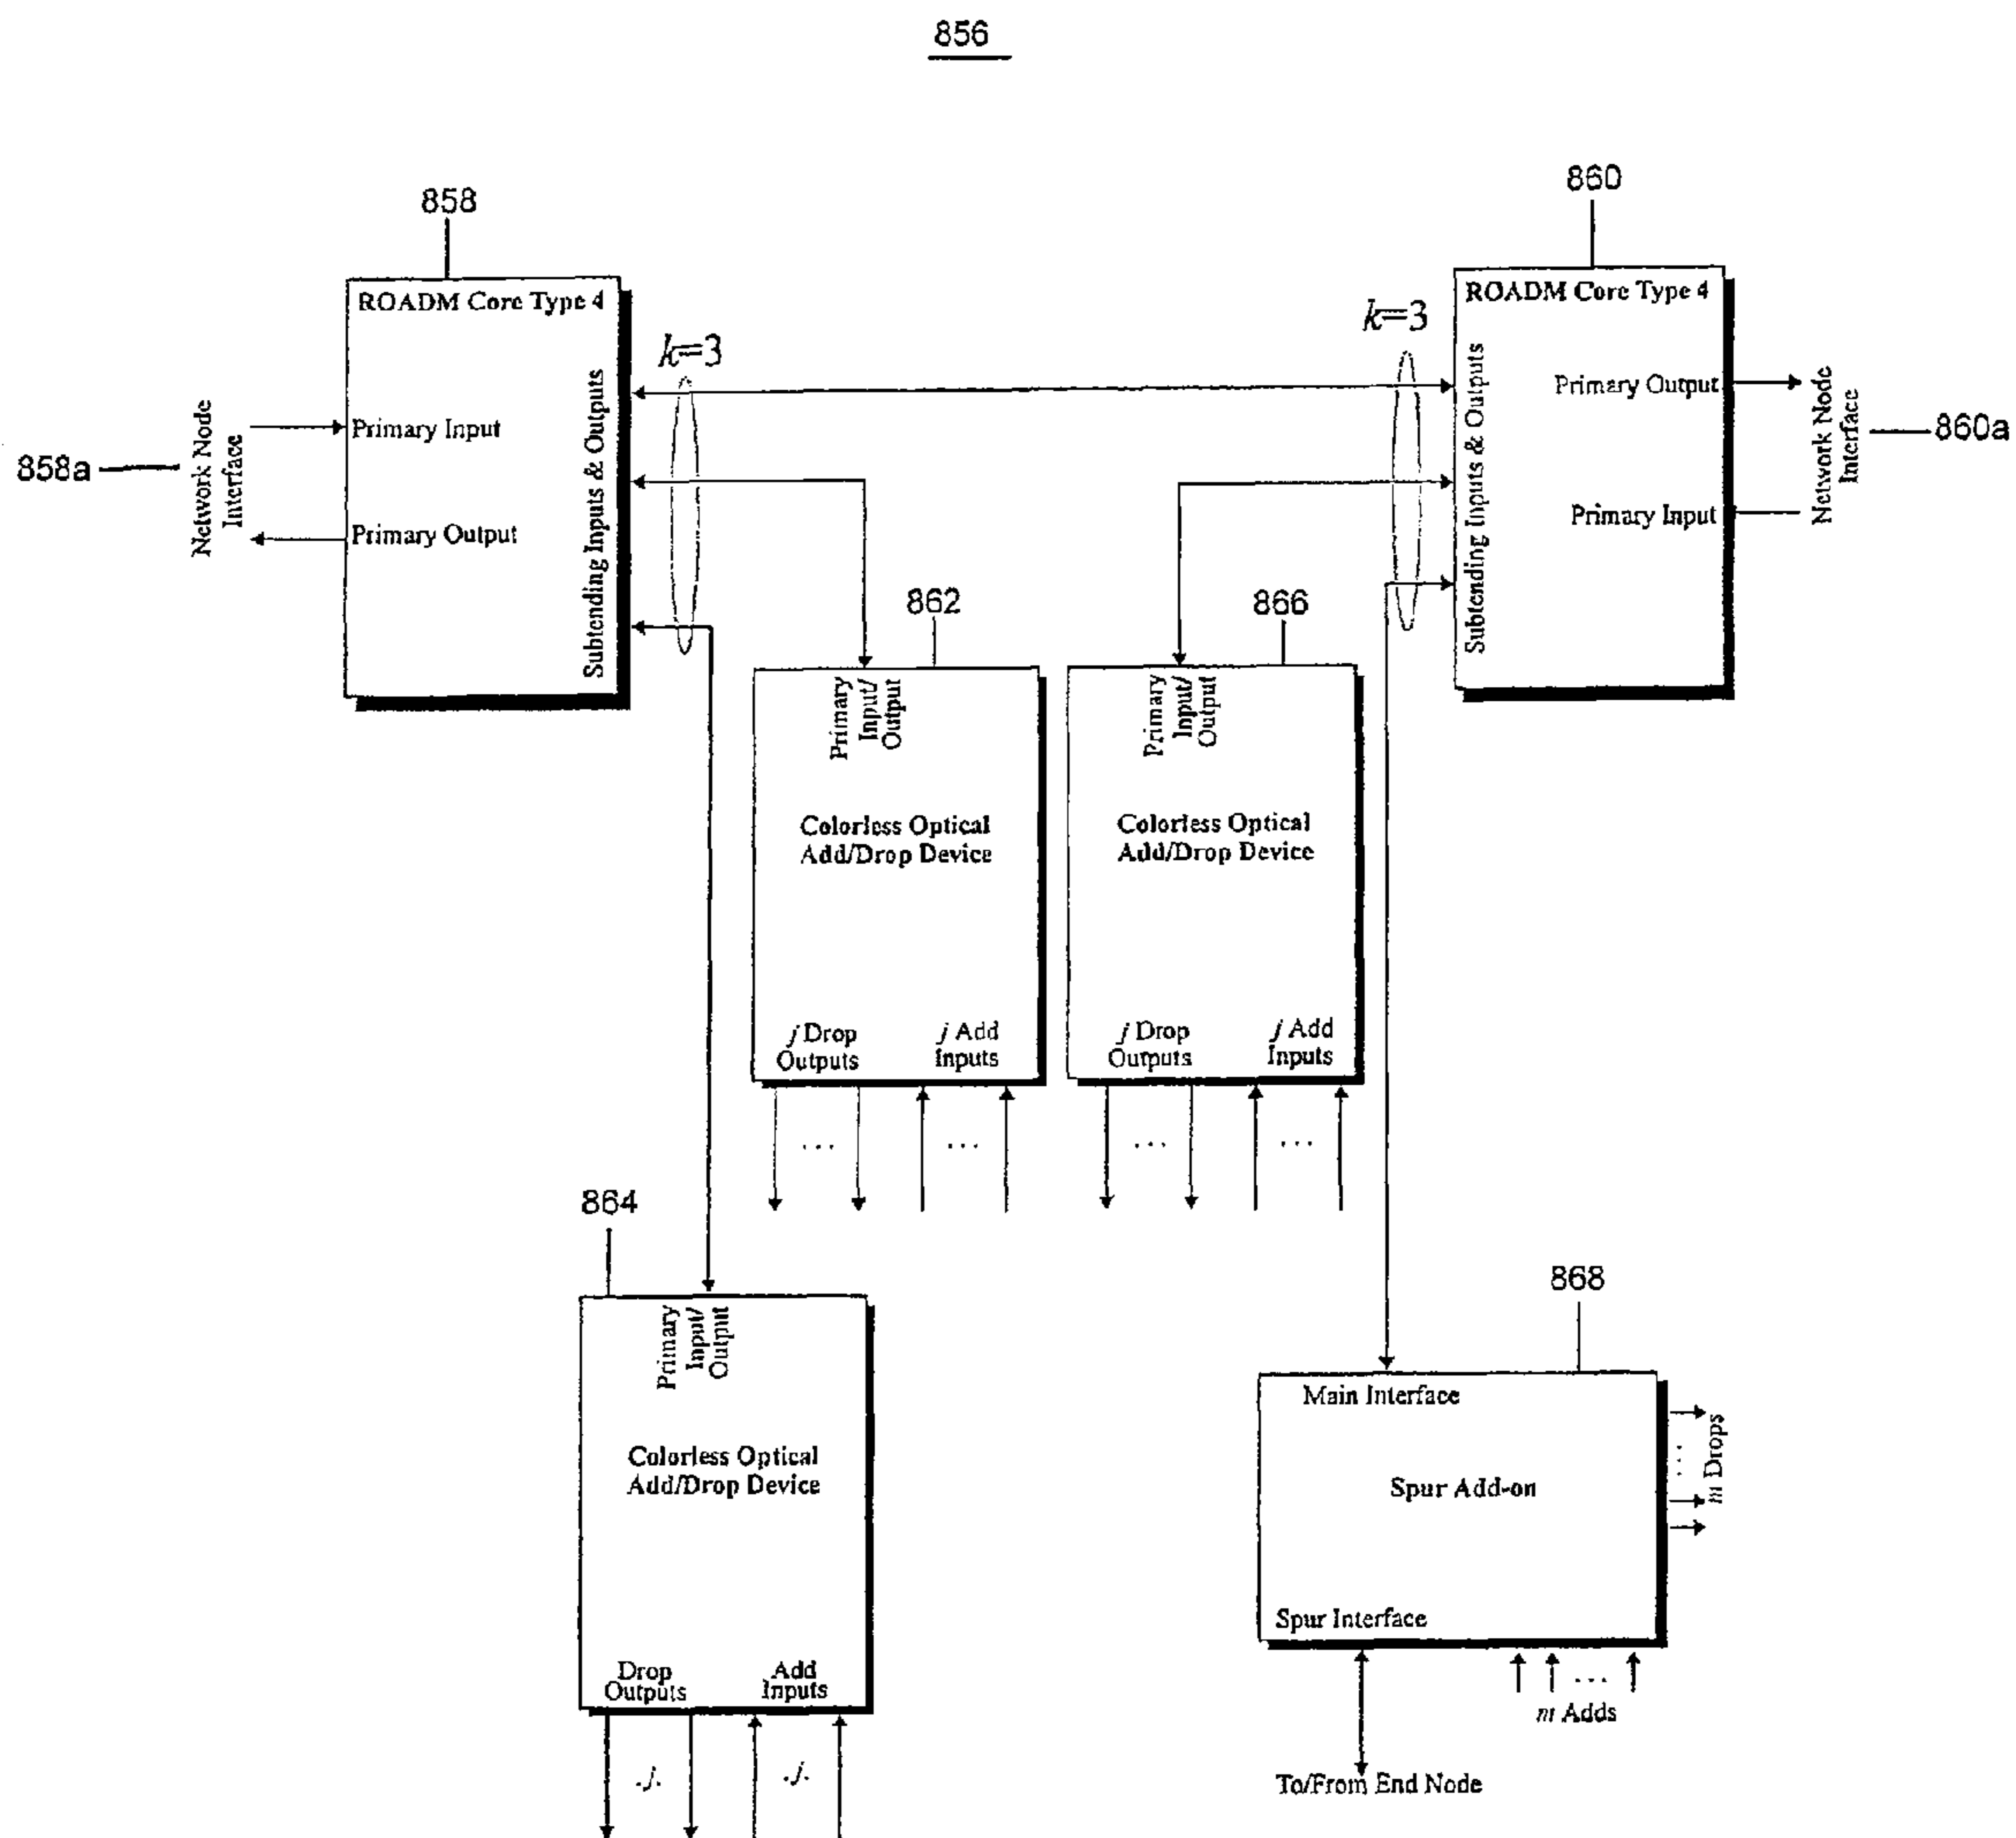 856
858
860
ROADM Core Type 4
ROADM Core Type 4
k=3
k=3
858a
Network Node
Interface
Primary Input
Primary Output
Subtending Inputs & Outputs
Subtending Inputs & Outputs
Primary Output
Primary Input
Network Node
Interface
860a
862
866
Primary
Input/
Output
Colorless Optical
Add/Drop Device
j Drop
Outputs
j Add
Inputs
...
...
Primary
Input/
Output
Colorless Optical
Add/Drop Device
j Drop
Outputs
j Add
Inputs
...
...
864
Primary
Input/
Output
Colorless Optical
Add/Drop Device
Drop
Outputs
Add
Inputs
.j.
.j.
868
Main Interface
Spur Add-on
Spur Interface
...
m Drops
...
m Adds
To/From End Node